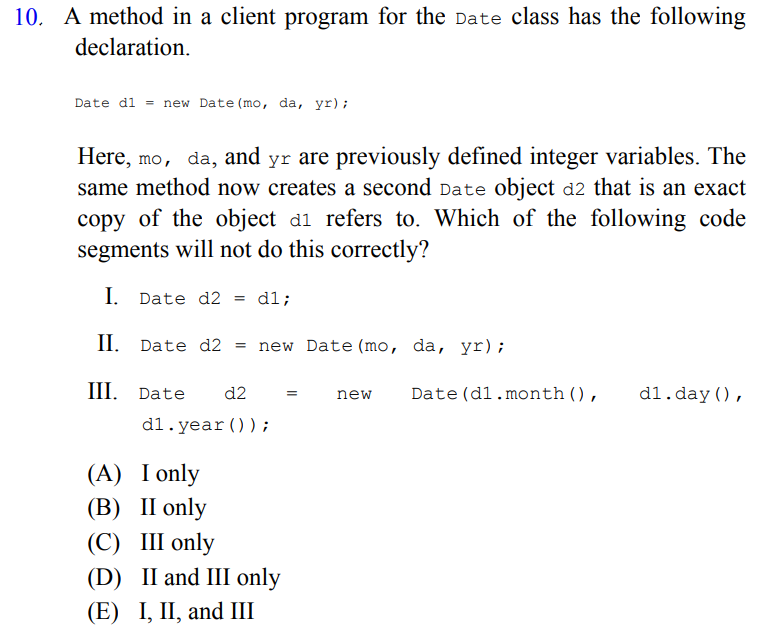 10. A method in a client program for the Date class has the following
declaration.
Date d1 = new Date(mo, da, yr);
Here, mo, da, and yr are previously defined integer variables. The
same method now creates a second Date object d2 that is an exact
copy of the object d1 refers to. Which of the following code
segments will not do this correctly?
I. Date d2 = d1;
II. Date d2 = new Date(mo, da, yr);
III. Date d2 = new Date(d1.month(), d1.day(),
d1.year());
(A) I only
(B) II only
(C) III only
(D) II and III only
(E) I, II, and III